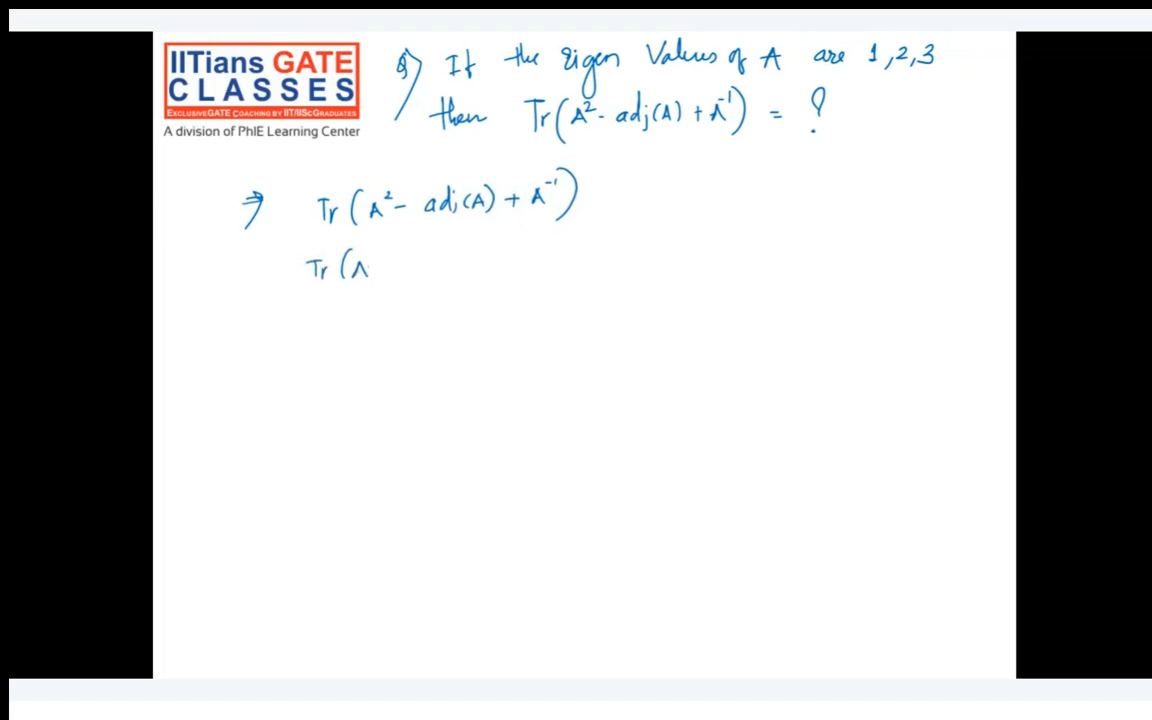 IITians GATE
CLASSES
EXCLUSIVE GATE COACHING BY IIT/IISc GRADUATES
A division of PhIE Learning Center
Q) If the Eigen Values of A are 1,2,3
then Tr(A² - adj(A) + A⁻¹) = ?
⇒ Tr(A² - adj(A) + A⁻¹)
Tr(A